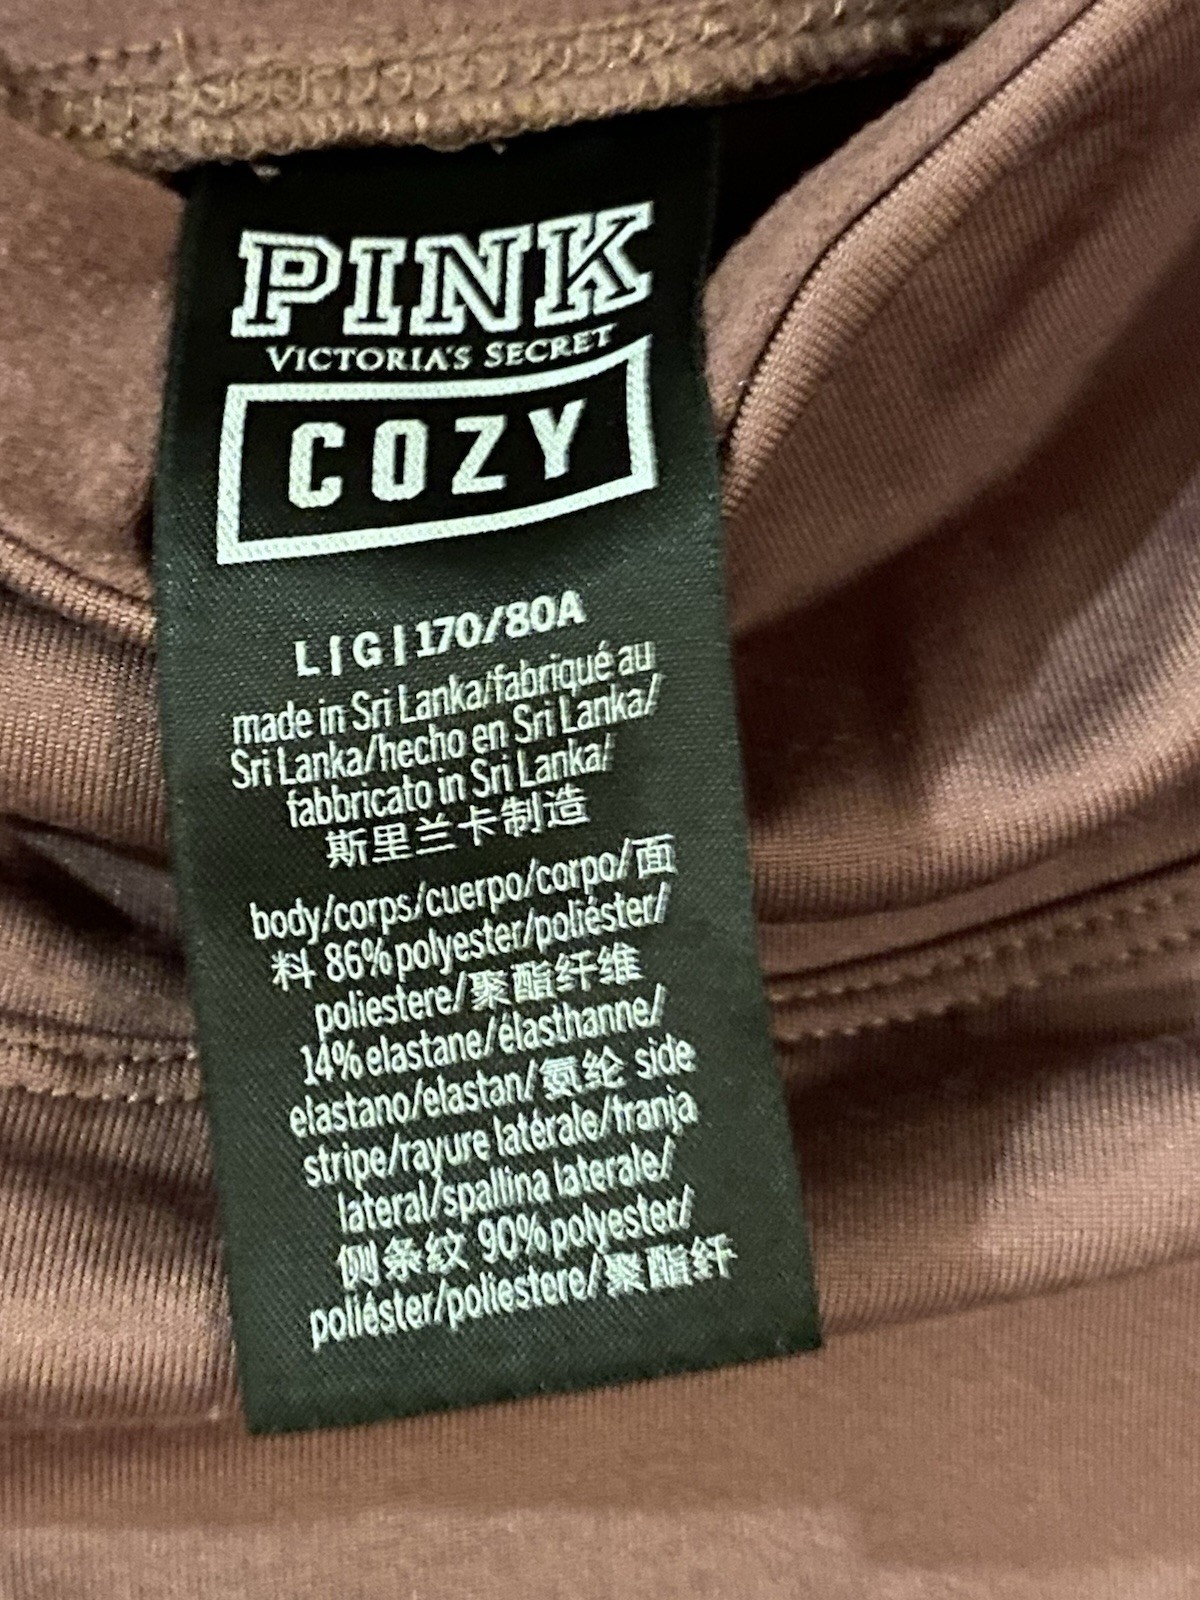 PINK
VICTORIA'S SECRET
COZY
L|G|170/80A
made in Sri Lanka/fabriqué au
Sri Lanka/hecho en Sri Lanka/
fabbricato in Sri Lanka/
斯里兰卡制造
body/corps/cuerpo/corpo/面
料 86% polyester/poliéster/
poliestere/聚酯纤维
14% elastane/élasthanne/
elastano/elastan/氨纶 side
stripe/rayure latérale/franja
lateral/spallina laterale/
侧条纹 90% polyester/
poliéster/poliestere/聚酯纤